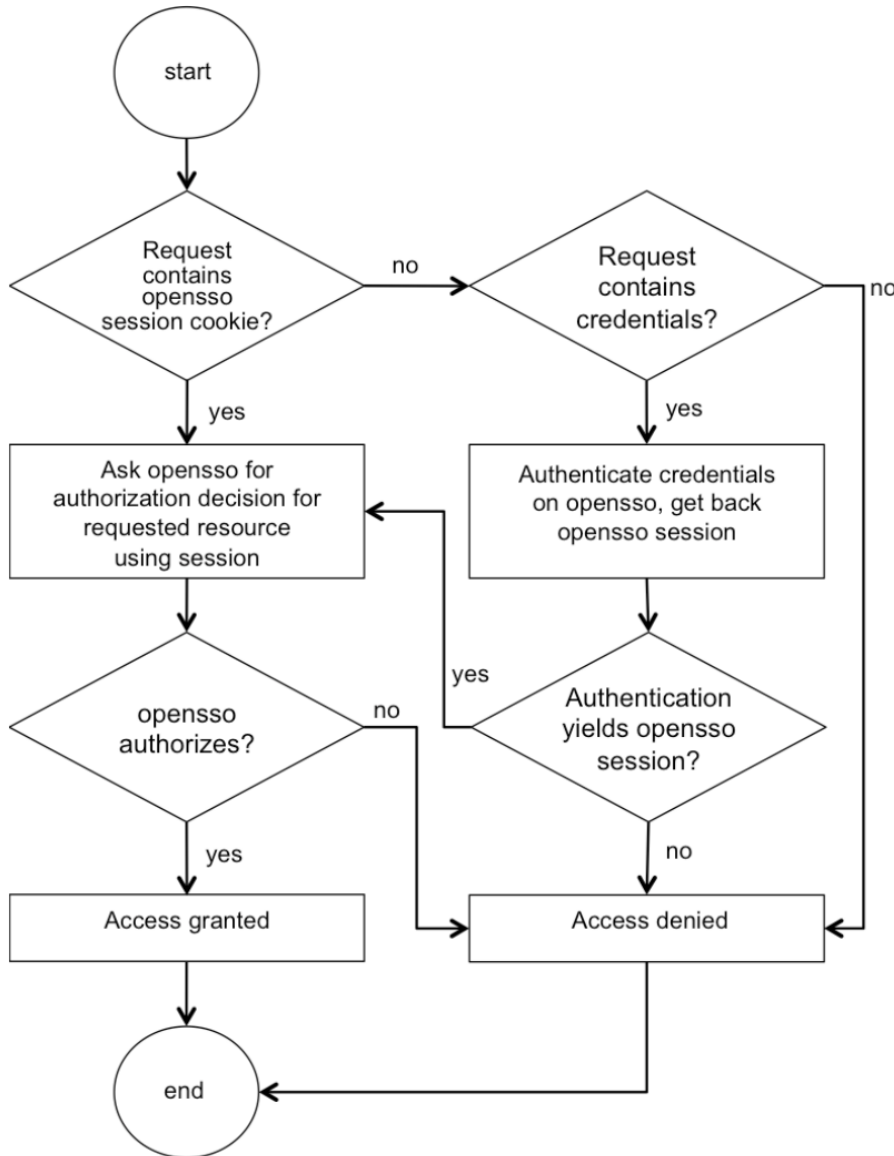 start
Request
contains
opensso
session cookie?
no
Request
contains
credentials?
no
yes
yes
Ask opensso for
authorization decision for
requested resource
using session
Authenticate credentials
on opensso, get back
opensso session
opensso
authorizes?
no
yes
Authentication
yields opensso
session?
yes
no
Access granted
Access denied
end